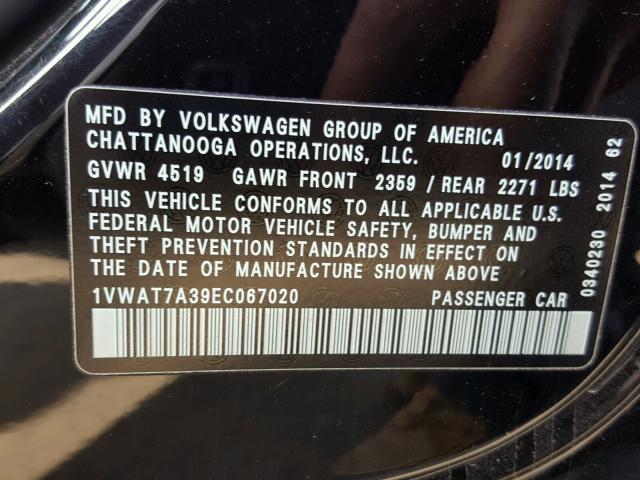 MFD BY VOLKSWAGEN GROUP OF AMERICA
CHATTANOOGA OPERATIONS, LLC. 01/2014
GVWR 4519 GAWR FRONT 2359 / REAR 2271 LBS
THIS VEHICLE CONFORMS TO ALL APPLICABLE U.S.
FEDERAL MOTOR VEHICLE SAFETY, BUMPER AND
THEFT PREVENTION STANDARDS IN EFFECT ON
THE DATE OF MANUFACTURE SHOWN ABOVE
1VWAT7A39EC067020 PASSENGER CAR
0340230 2014 62